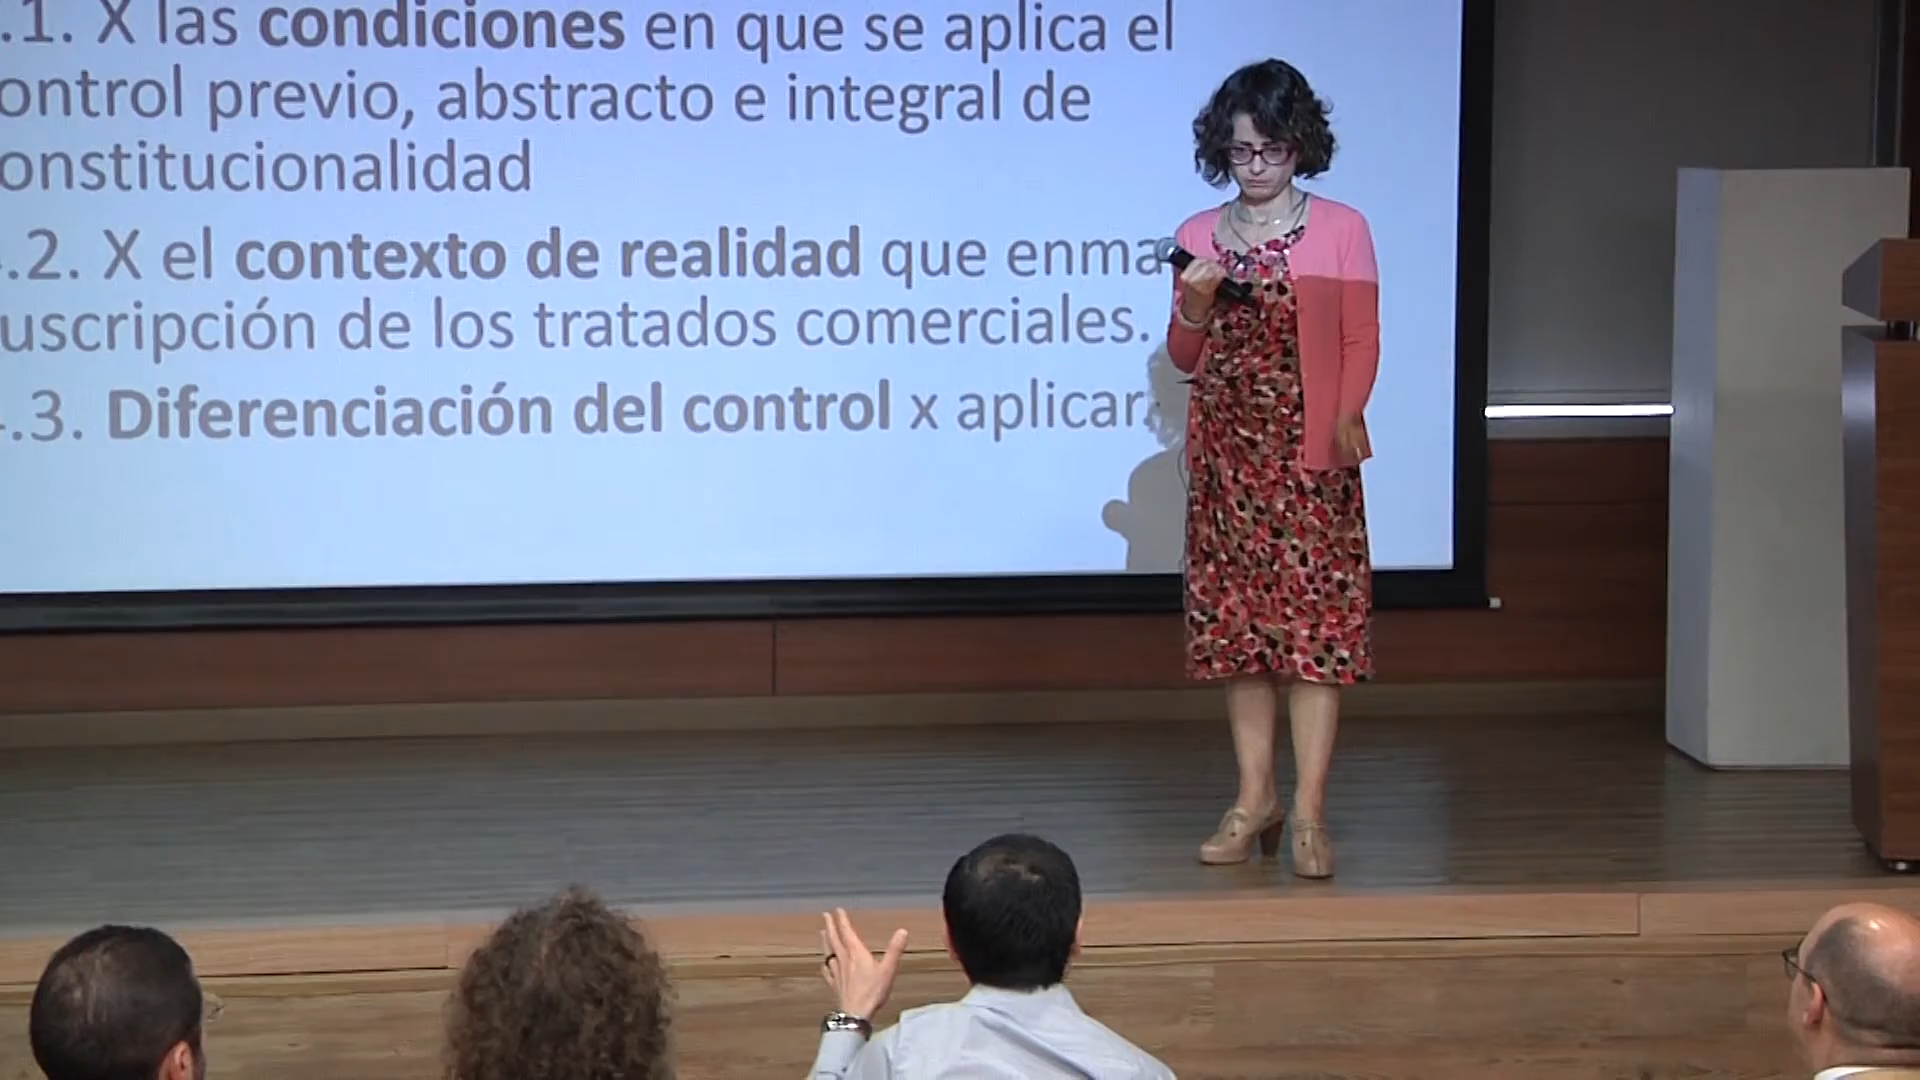 .1. X las condiciones en que se aplica el
ontrol previo, abstracto e integral de
onstitucionalidad
.2. X el contexto de realidad que enma
uscripción de los tratados comerciales.
.3. Diferenciación del control x aplicar.